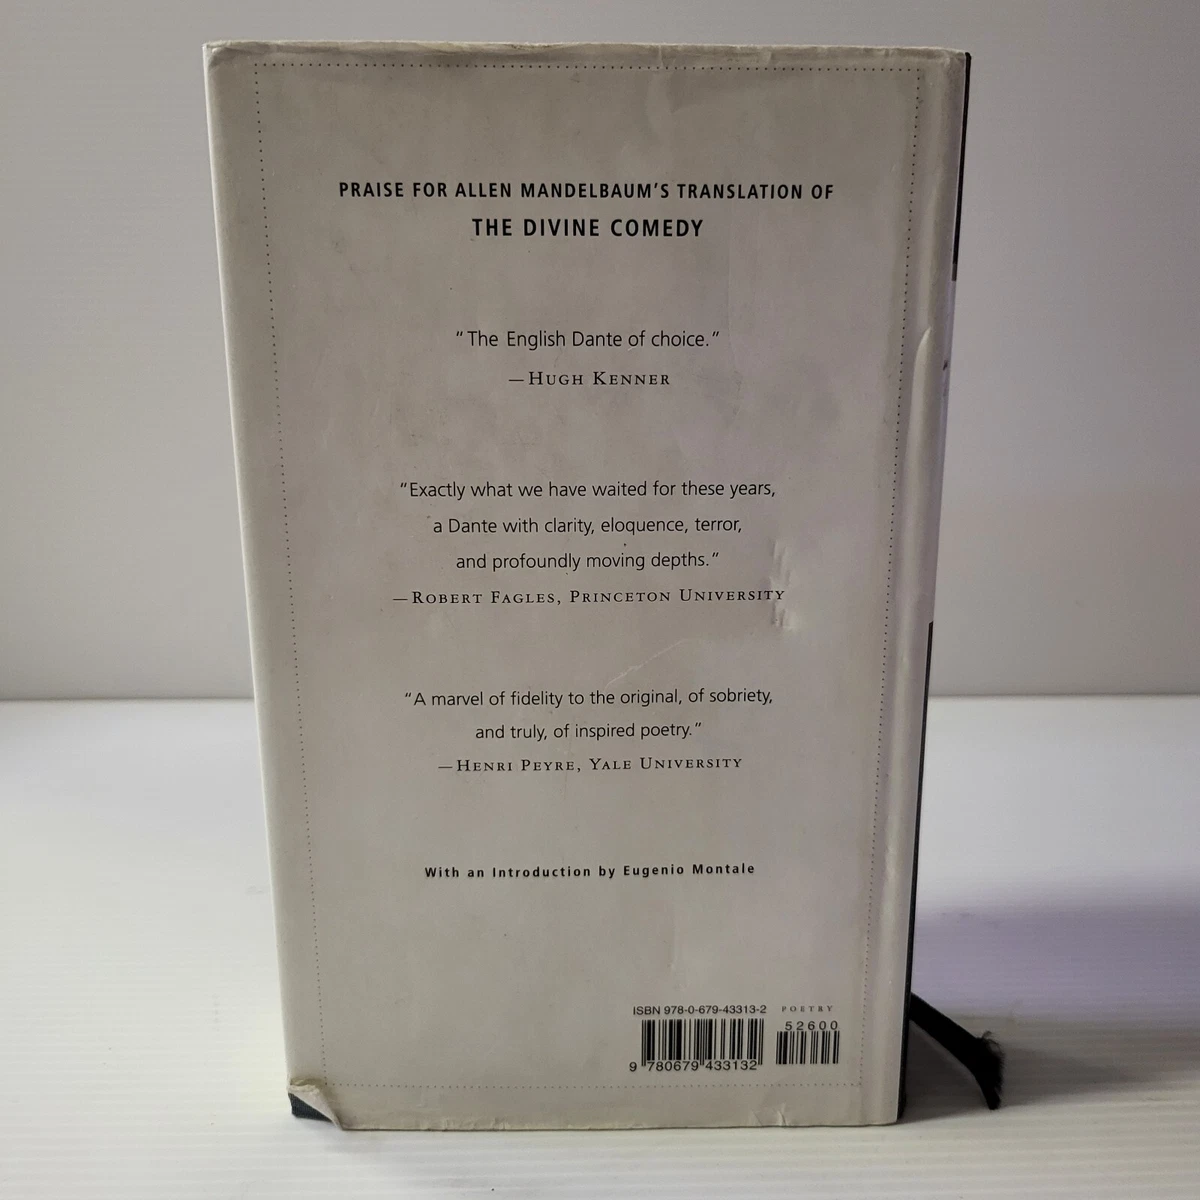 PRAISE FOR ALLEN MANDELBAUM'S TRANSLATION OF
THE DIVINE COMEDY
"The English Dante of choice."
—HUGH KENNER
"Exactly what we have waited for these years,
a Dante with clarity, eloquence, terror,
and profoundly moving depths."
—ROBERT FAGLES, PRINCETON UNIVERSITY
"A marvel of fidelity to the original, of sobriety,
and truly, of inspired poetry."
—HENRI PEYRE, YALE UNIVERSITY
With an Introduction by Eugenio Montale
ISBN 978-0-679-43313-2 POETRY
52600
9 780679 433132